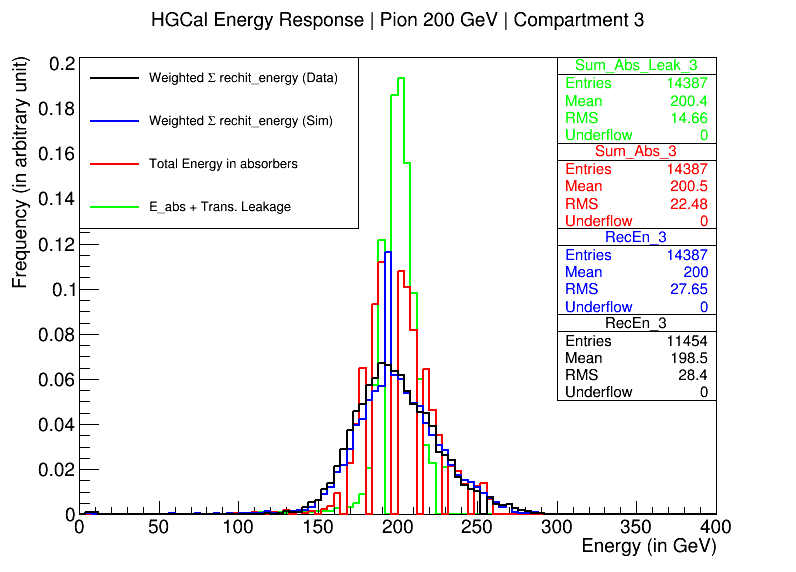 HGCal Energy Response | Pion 200 GeV | Compartment 3
Frequency (in arbitrary unit)
0.2
0.18
0.16
0.14
0.12
0.1
0.08
0.06
0.04
0.02
0
Weighted Σ rechit_energy (Data)
Weighted Σ rechit_energy (Sim)
Total Energy in absorbers
E_abs + Trans. Leakage
Sum_Abs_Leak_3
Entries 14387
Mean 200.4
RMS 14.66
Underflow 0
Sum_Abs_3
Entries 14387
Mean 200.5
RMS 22.48
Underflow 0
RecEn_3
Entries 14387
Mean 200
RMS 27.65
Underflow 0
RecEn_3
Entries 11454
Mean 198.5
RMS 28.4
Underflow 0
0 50 100 150 200 250 300 350 400
Energy (in GeV)